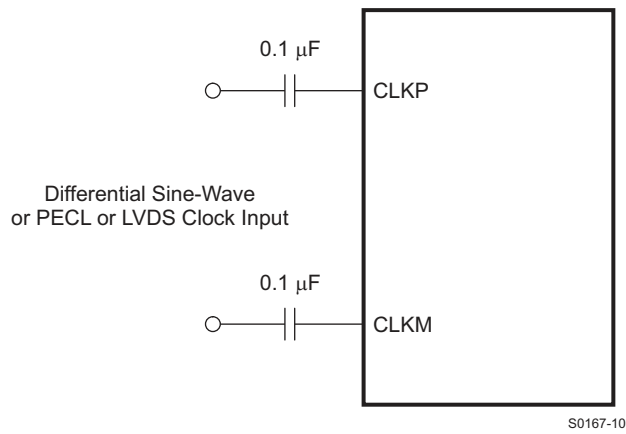 0.1 μF
CLKP
Differential Sine-Wave
or PECL or LVDS Clock Input
0.1 μF
CLKM
S0167-10